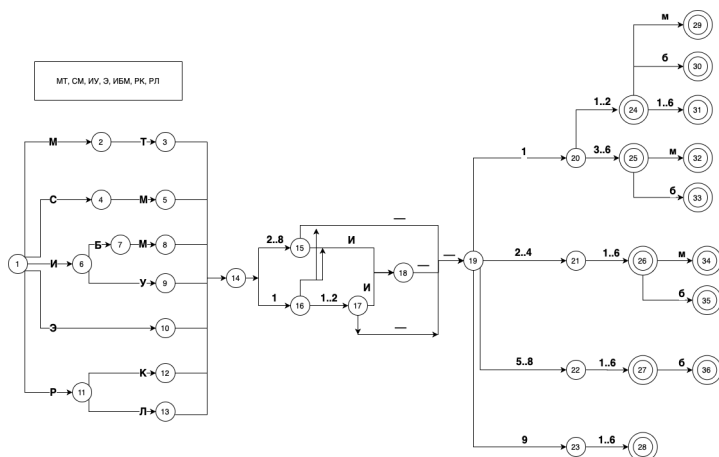 МТ, СМ, ИУ, Э, ИБМ, РК, РЛ
м
29
б
30
1..2
24
1..6
31
М
2
Т
3
1
20
3..6
25
м
32
б
33
С
4
М
5
2..8
15
—
И
Б
7
М
8
1
И
6
У
9
14
18
—
—
19
2..4
21
1..6
26
м
34
И
1
16
1..2
17
б
35
—
Э
10
5..8
22
1..6
27
б
36
К
12
Р
11
Л
13
9
23
1..6
28